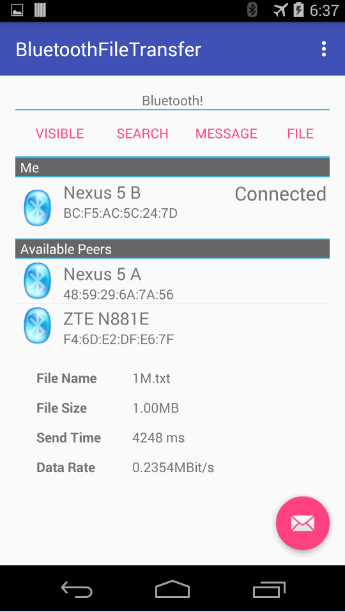 6:37
BluetoothFileTransfer
Bluetooth!
VISIBLE SEARCH MESSAGE FILE
Me
Nexus 5 B Connected
BC:F5:AC:5C:24:7D
Available Peers
Nexus 5 A
48:59:29:6A:7A:56
ZTE N881E
F4:6D:E2:DF:E6:7F
File Name 1M.txt
File Size 1.00MB
Send Time 4248 ms
Data Rate 0.2354MBit/s